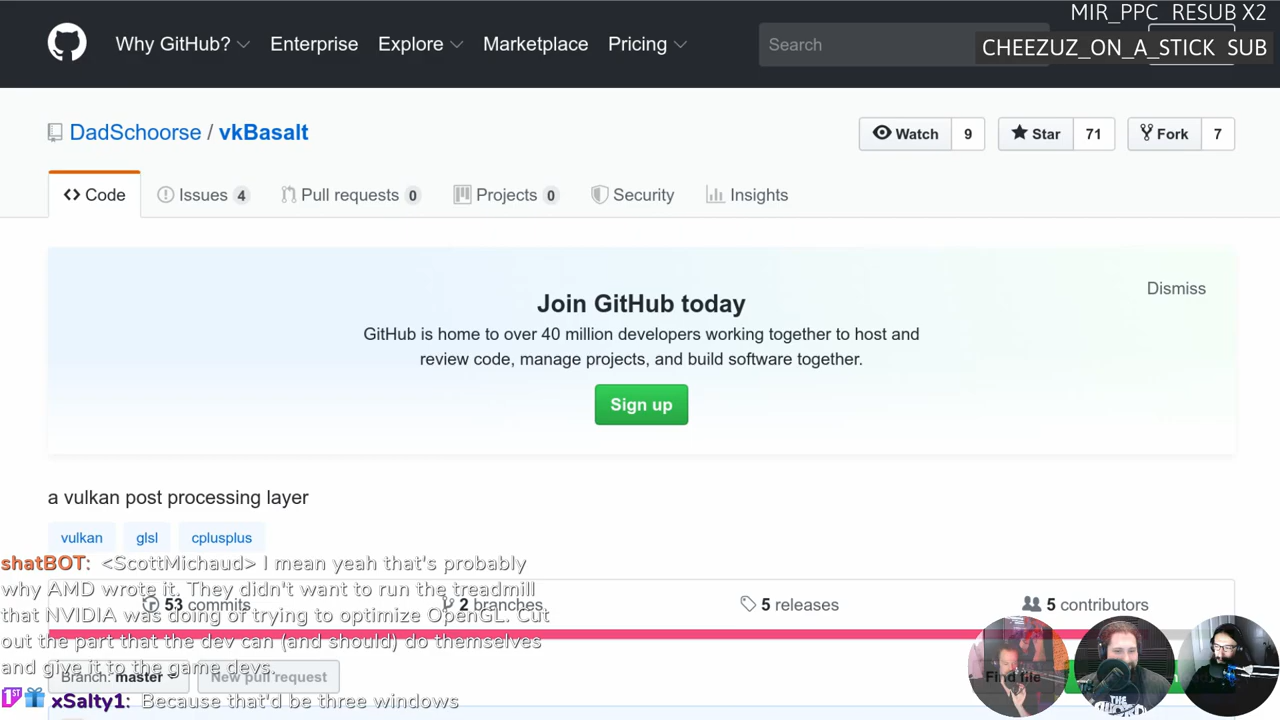 MIR_PPC RESUB X2
Why GitHub? Enterprise Explore Marketplace Pricing Search
CHEEZUZ_ON_A_STICK SUB
DadSchoorse / vkBasalt
Watch 9 Star 71 Fork 7
Code Issues 4 Pull requests 0 Projects 0 Security Insights
Dismiss
Join GitHub today
GitHub is home to over 40 million developers working together to host and
review code, manage projects, and build software together.
Sign up
a vulkan post processing layer
vulkan glsl cplusplus
shatBOT: <ScottMichaud> I mean yeah that's probably
why AMD wrote it. They didn't want to run the treadmill
that NVIDIA was doing of trying to optimize OpenGL. Cut
out the part that the dev can (and should) do themselves
and give it to the game devs.
53 commits 2 branches 5 releases 5 contributors
Branch: master New pull request Find file
xSalty1: Because that'd be three windows